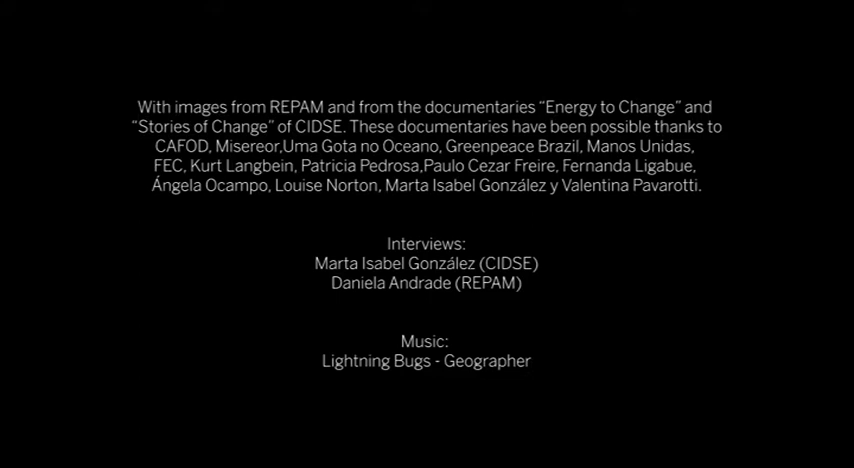 With images from REPAM and from the documentaries “Energy to Change” and
“Stories of Change” of CIDSE. These documentaries have been possible thanks to
CAFOD, Misereor,Uma Gota no Oceano, Greenpeace Brazil, Manos Unidas,
FEC, Kurt Langbein, Patricia Pedrosa,Paulo Cezar Freire, Fernanda Ligabue,
Ángela Ocampo, Louise Norton, Marta Isabel González y Valentina Pavarotti.
Interviews:
Marta Isabel González (CIDSE)
Daniela Andrade (REPAM)
Music:
Lightning Bugs - Geographer